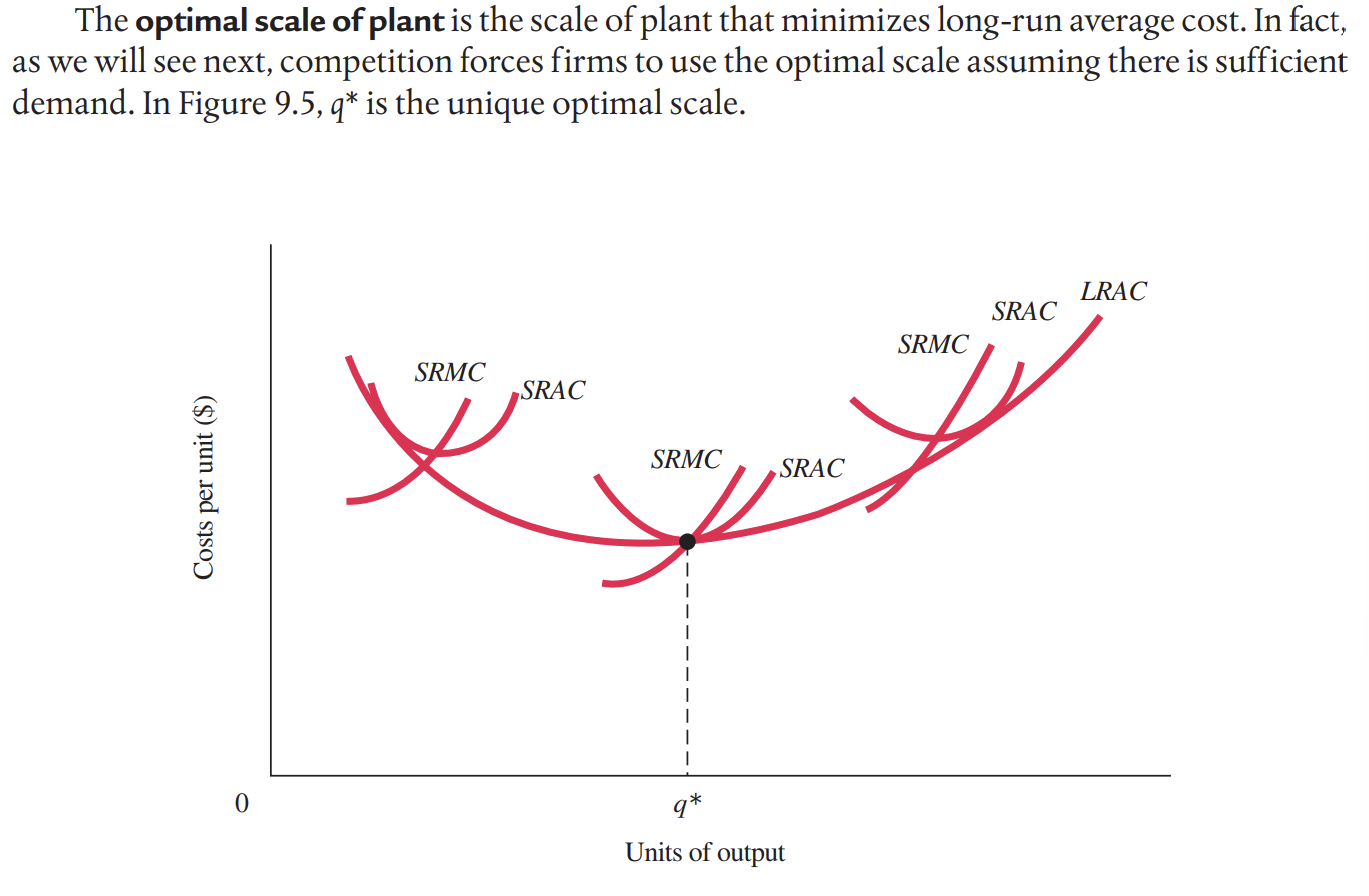 The optimal scale of plant is the scale of plant that minimizes long-run average cost. In fact,
as we will see next, competition forces firms to use the optimal scale assuming there is sufficient
demand. In Figure 9.5, q* is the unique optimal scale.
LRAC
SRAC
SRMC
SRMC
SRAC
SRMC
SRAC
Costs per unit ($)
0
q*
Units of output